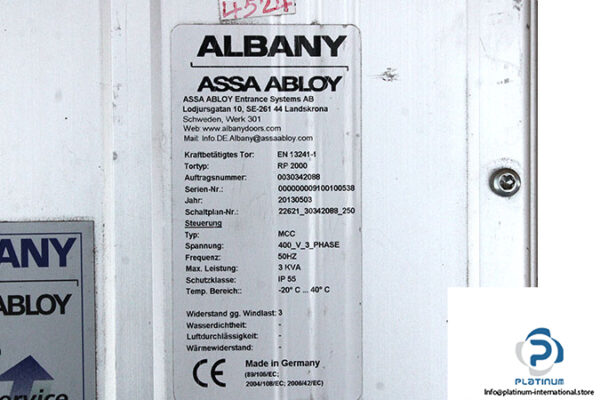 4524
ALBANY
ASSA ABLOY
ASSA ABLOY Entrance Systems AB
Lodjursgatan 10, SE-261 44 Landskrona
Schweden, Werk 301
Web: www.albanydoors.com
Mail: Info.DE.Albany@assaabloy.com
Kraftbetätigtes Tor: EN 13241-1
Tortyp: RP 2000
Auftragsnummer: 0030342088
Serien-Nr.: 000000009100100538
Jahr: 20130503
Schaltplan-Nr.: 22621_30342088_250
Steuerung
Typ: MCC
Spannung: 400_V_3_PHASE
Frequenz: 50HZ
Max. Leistung: 3 KVA
Schutzklasse: IP 55
Temp. Bereich:: -20° C ... 40° C
Widerstand gg. Windlast: 3
Wasserdichtheit: -
Luftdurchlässigkeit: -
Wärmewiderstand: -
CE Made in Germany
(89/106/EC;
2004/108/EC; 2006/42/EC)
ANY
ABLOY
service
PLATINUM
Info@platinum-international.store